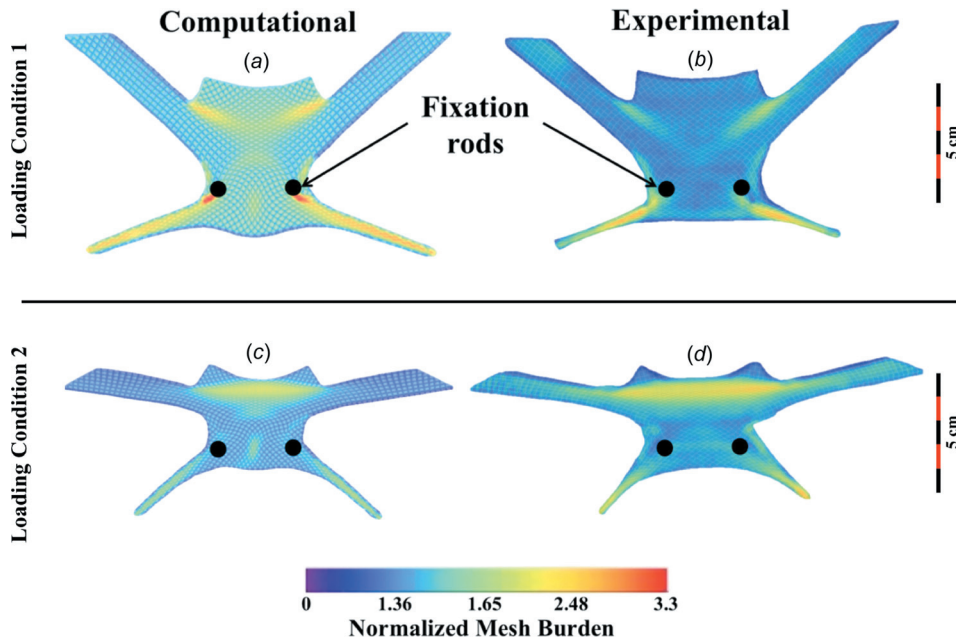 Computational
Experimental
Loading Condition 1
(a)
(b)
Fixation
rods
5 cm
Loading Condition 2
(c)
(d)
5 cm
0 1.36 1.65 2.48 3.3
Normalized Mesh Burden